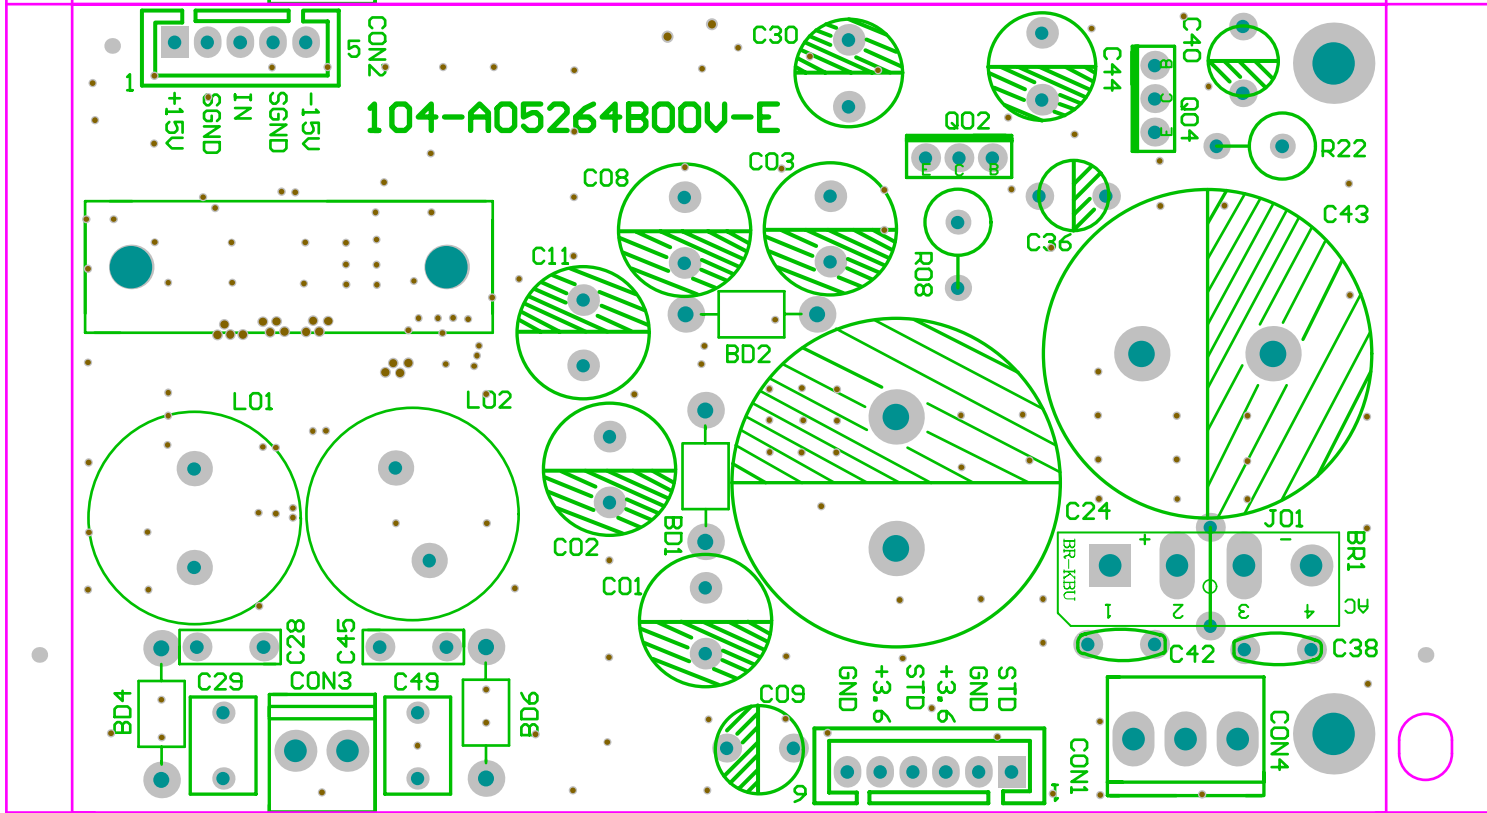 CON2
5
1
+15V
SGND
IN
SGND
-15V
104-A05264B00V-E
C30
C44
C40
B
C
E
Q04
R22
Q02
E
C
B
C08
C03
C36
C43
C11
R08
BD2
L01
L02
C24
J01
BR1
C02
BD1
BR-KBU
+
-
1
2
3
4
AC
C01
C28
C45
C42
C38
C29
CON3
C49
BD4
BD6
C09
GND
+3.6
STD
+3.6
GND
STD
6
1
CON1
CON4